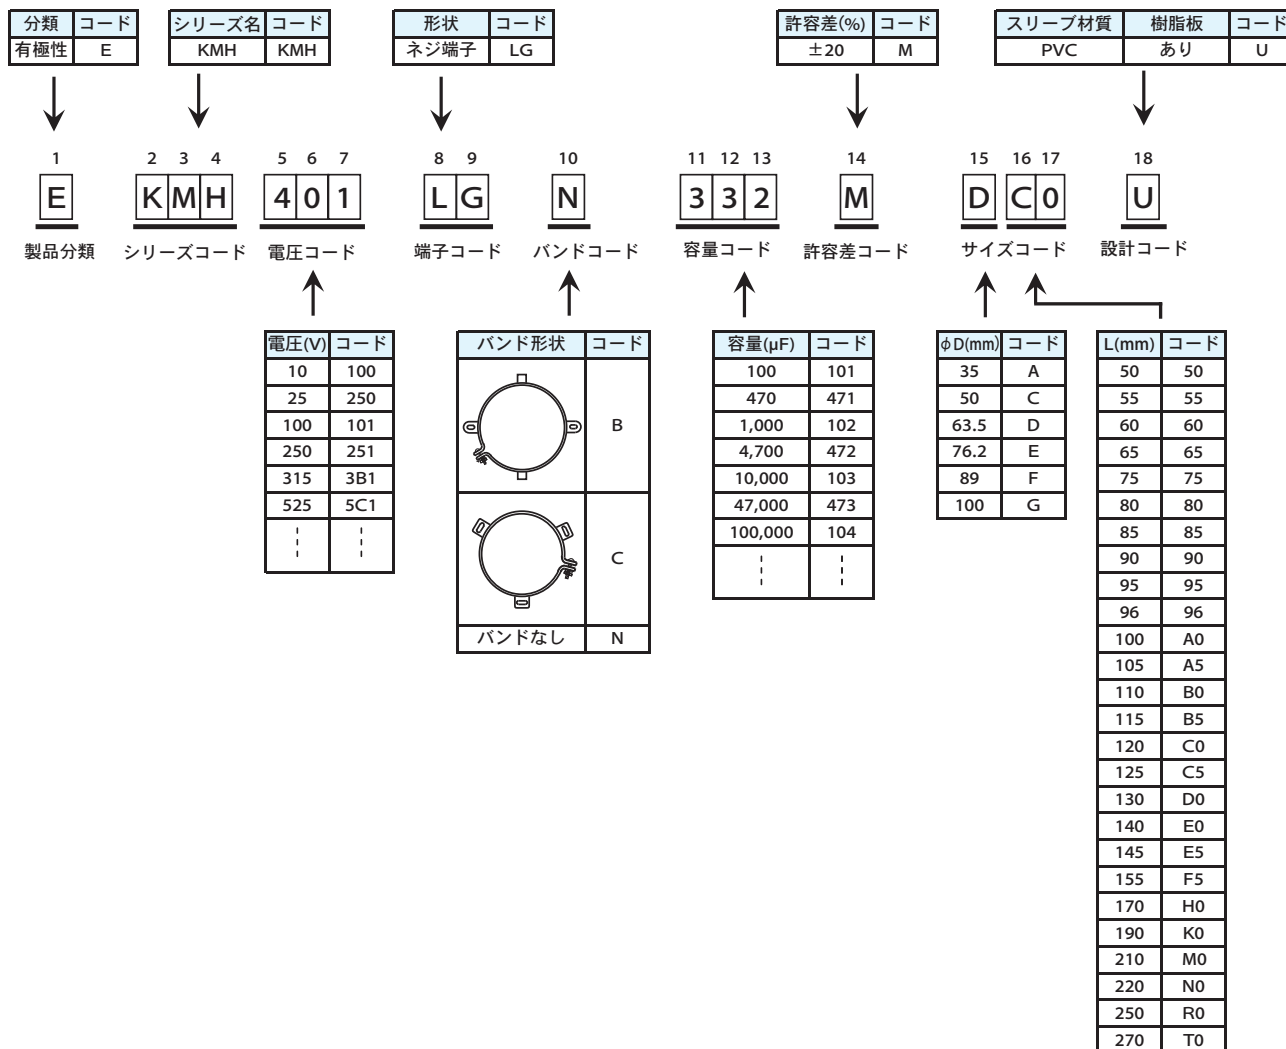 分類 コード
有極性 E
シリーズ名 コード
KMH KMH
形状 コード
ネジ端子 LG
許容差(%) コード
±20 M
スリーブ材質 樹脂板 コード
PVC あり U
1 2 3 4 5 6 7 8 9 10 11 12 13 14 15 16 17 18
E K M H 4 0 1 L G N 3 3 2 M D C 0 U
製品分類 シリーズコード 電圧コード 端子コード バンドコード 容量コード 許容差コード サイズコード 設計コード
電圧(V) コード
10 100
25 250
100 101
250 251
315 3B1
525 5C1
バンド形状 コード
B
C
バンドなし N
容量(μF) コード
100 101
470 471
1,000 102
4,700 472
10,000 103
47,000 473
100,000 104
φD(mm) コード
35 A
50 C
63.5 D
76.2 E
89 F
100 G
L(mm) コード
50 50
55 55
60 60
65 65
75 75
80 80
85 85
90 90
95 95
96 96
100 A0
105 A5
110 B0
115 B5
120 C0
125 C5
130 D0
140 E0
145 E5
155 F5
170 H0
190 K0
210 M0
220 N0
250 R0
270 T0